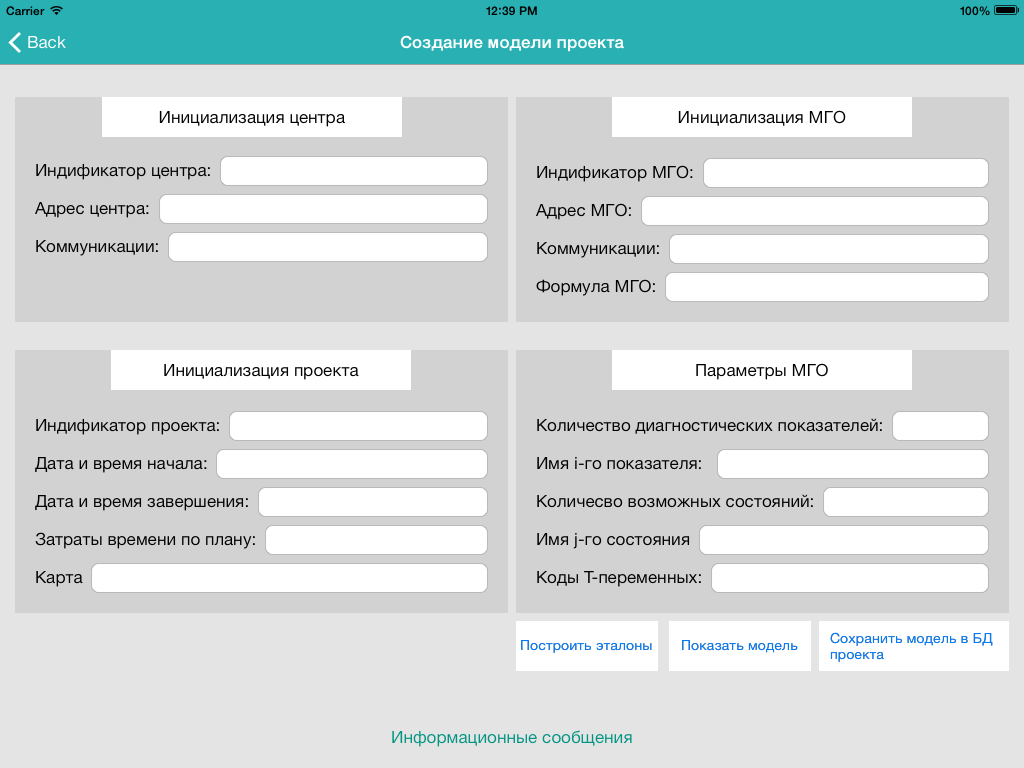 Carrier 12:39 PM 100%
Back Создание модели проекта
Инициализация центра
Индификатор центра:
Адрес центра:
Коммуникации:
Инициализация МГО
Индификатор МГО:
Адрес МГО:
Коммуникации:
Формула МГО:
Инициализация проекта
Индификатор проекта:
Дата и время начала:
Дата и время завершения:
Затраты времени по плану:
Карта
Параметры МГО
Количество диагностических показателей:
Имя i-го показателя:
Количесво возможных состояний:
Имя j-го состояния
Коды Т-переменных:
Построить эталоны
Показать модель
Сохранить модель в БД
проекта
Информационные сообщения